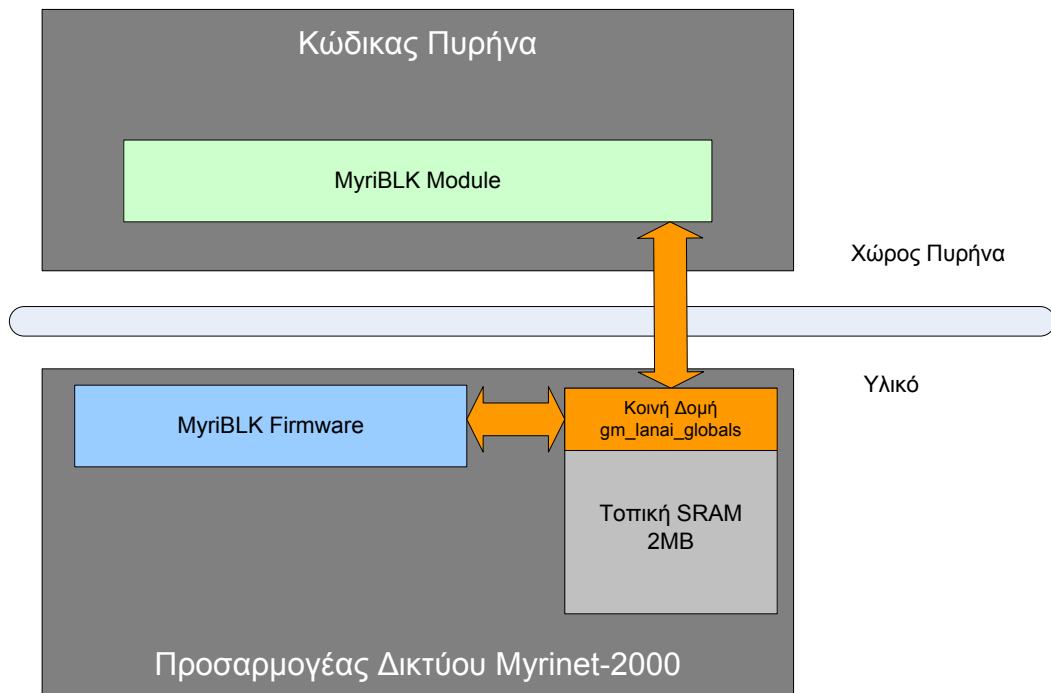 Κώδικας Πυρήνα
MyriBLK Module
Χώρος Πυρήνα
Υλικό
MyriBLK Firmware
Κοινή Δομή
gm_lanai_globals
Τοπική SRAM
2MB
Προσαρμογέας Δικτύου Myrinet-2000